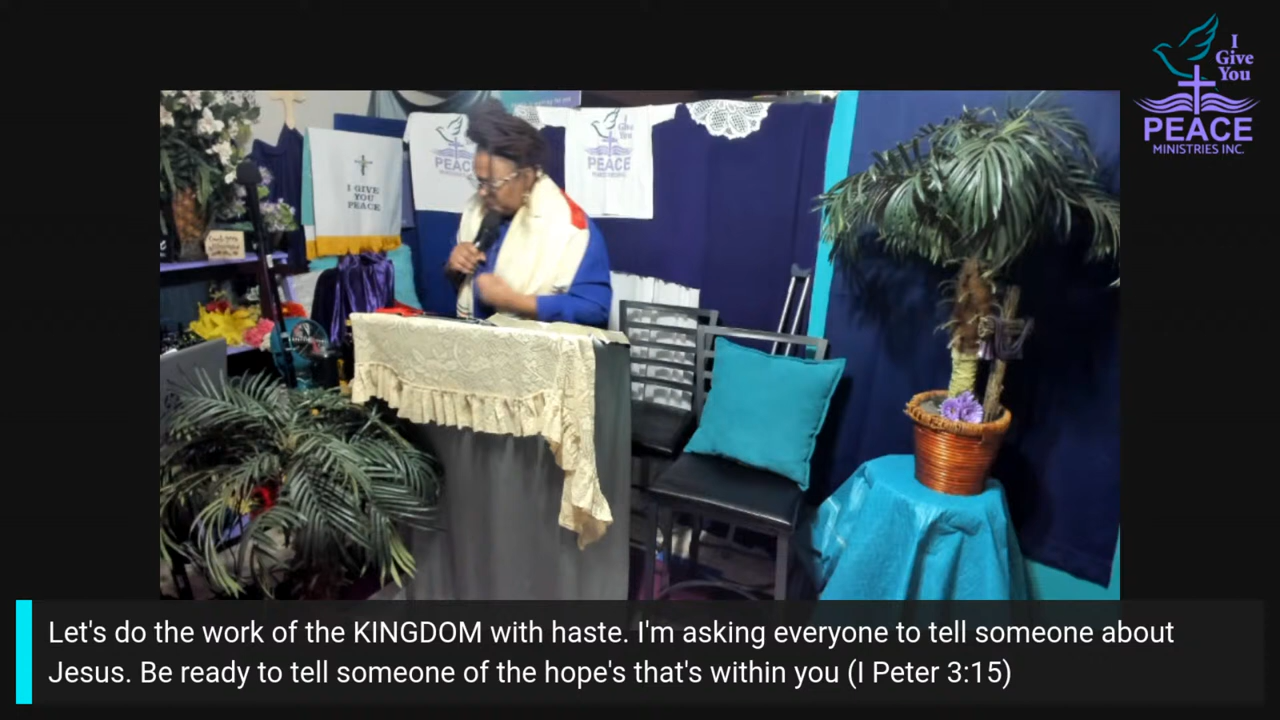 I
Give
You
PEACE
MINISTRIES INC.
I GIVE
YOU
PEACE
PEACE
I
Give
You
PEACE
Let's do the work of the KINGDOM with haste. I'm asking everyone to tell someone about
Jesus. Be ready to tell someone of the hope's that's within you (I Peter 3:15)